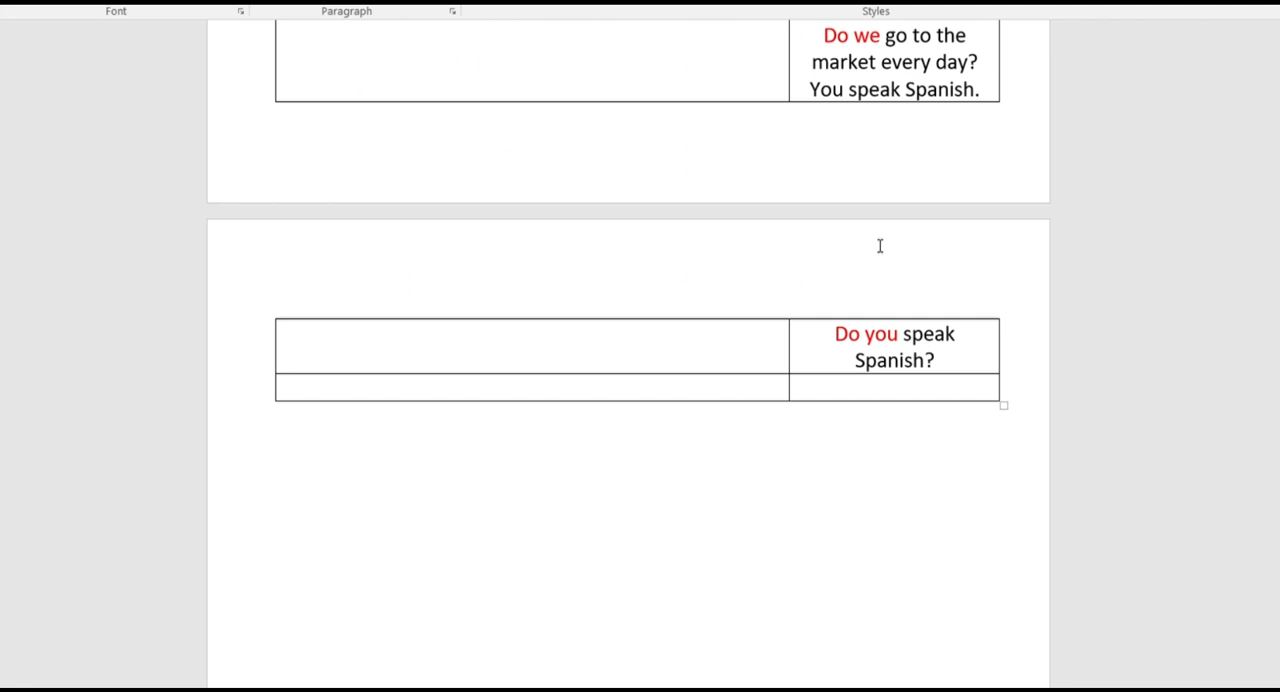 Font Paragraph Styles
Do we go to the
market every day?
You speak Spanish.
Do you speak
Spanish?